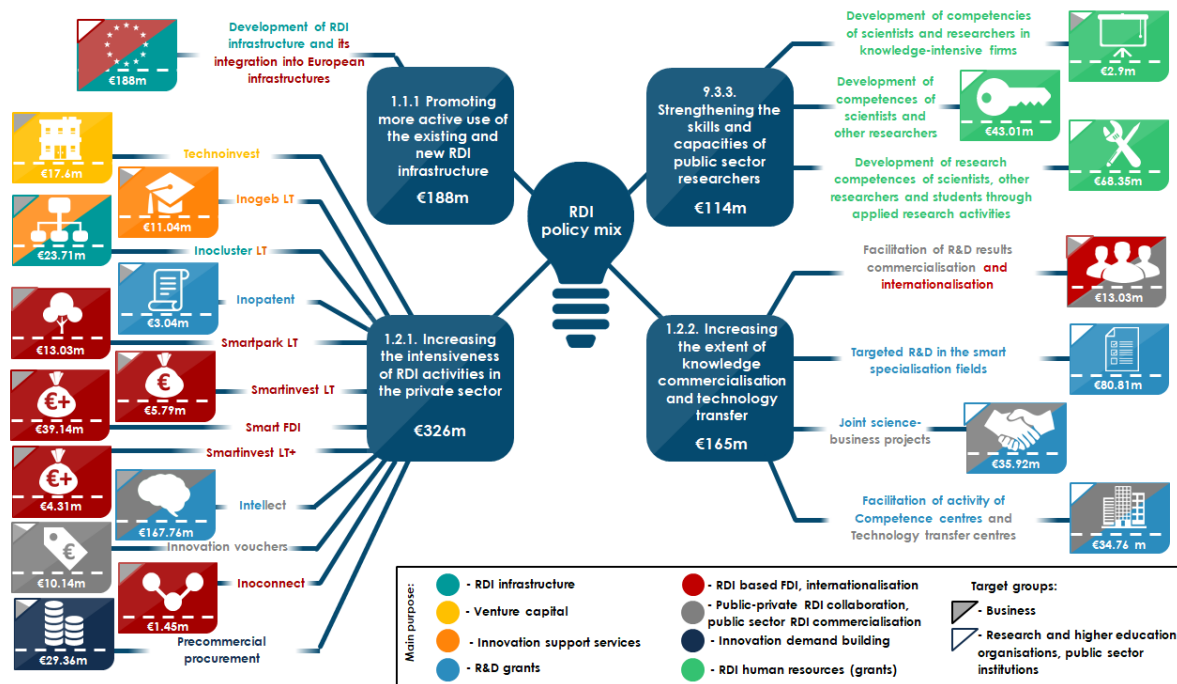 Development of RDI
infrastructure and its
integration into European
infrastructures
€188m
1.1.1 Promoting
more active use
of the existing and
new RDI
infrastructure
€188m
RDI
policy mix
9.3.3.
Strengthening the
skills and
capacities of
public sector
researchers
€114m
Development of competencies
of scientists and researchers in
knowledge-intensive firms
€2.9m
Development of
competences of
scientists and
other researchers
€43.01m
Development of research
competences of scientists, other
researchers and students through
applied research activities
€68.35m
Technoinvest
€17.6m
Inogeb LT
€11.04m
Inocluster LT
€23.71m
Inopatent
€3.04m
Smartpark LT
€13.03m
Smartinvest LT
€
€5.79m
Smart FDI
€+
€39.14m
Smartinvest LT+
€+
€4.31m
Intellect
€167.76m
Innovation vouchers
€
€10.14m
Inoconnect
€1.45m
Precommercial
procurement
€29.36m
1.2.1. Increasing
the intensiveness
of RDI activities in
the private sector
€326m
1.2.2. Increasing
the extent of
knowledge
commercialisation
and technology
transfer
€165m
Facilitation of R&D results
commercialisation and
internationalisation
€13.03m
Targeted R&D in the smart
specialisation fields
€80.81m
Joint science-
business projects
€35.92m
Facilitation of activity of
Competence centres and
Technology transfer centres
€34.76 m
Main purpose:
- RDI infrastructure
- Venture capital
- Innovation support services
- R&D grants
- RDI based FDI, internationalisation
- Public-private RDI collaboration,
public sector RDI commercialisation
- Innovation demand building
- RDI human resources (grants)
Target groups:
- Business
- Research and higher education
organisations, public sector
institutions